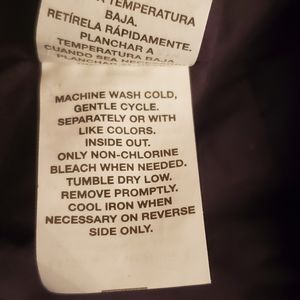 TEMPERATURA
BAJA.
RETÍRELA RÁPIDAMENTE.
PLANCHAR A
TEMPERATURA BAJA
CUANDO SEA NECESARIO
MACHINE WASH COLD,
GENTLE CYCLE.
SEPARATELY OR WITH
LIKE COLORS.
INSIDE OUT.
ONLY NON-CHLORINE
BLEACH WHEN NEEDED.
TUMBLE DRY LOW.
REMOVE PROMPTLY.
COOL IRON WHEN
NECESSARY ON REVERSE
SIDE ONLY.